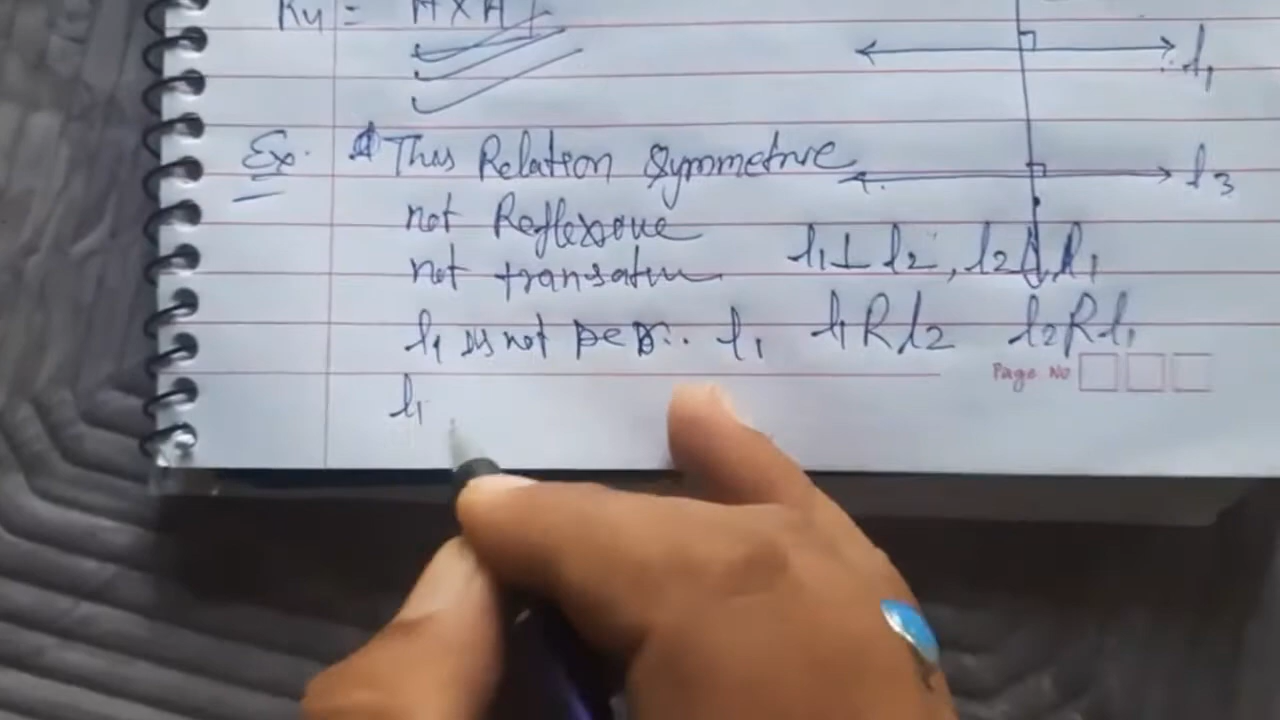 R4 = A x A
l1
Ex. This Relation Symmetric
l3
not Reflexive
not transative
l1 ⊥ l2, l2 ⊥ l1
l1 is not per. l1
l1 R l2 l2 R l1
Page No
l1